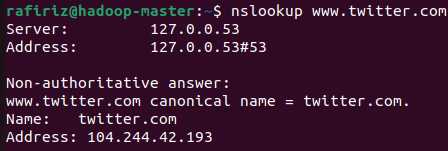 rafiriz@hadoop-master:~$ nslookup www.twitter.com
Server:         127.0.0.53
Address:        127.0.0.53#53

Non-authoritative answer:
www.twitter.com canonical name = twitter.com.
Name:   twitter.com
Address: 104.244.42.193